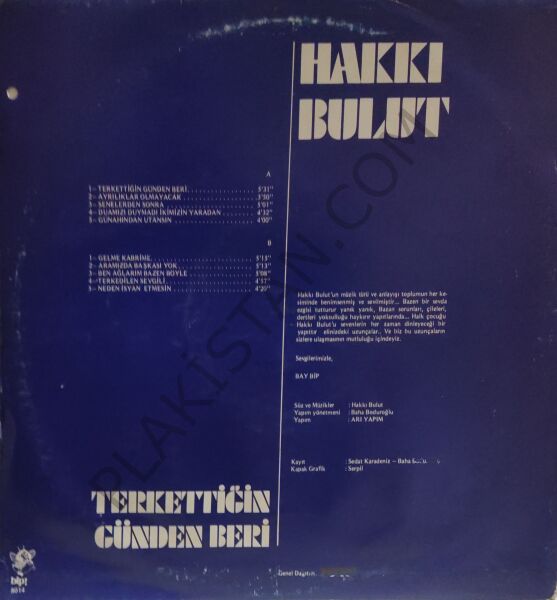 HAKKI
BULUT
A
1- TERKETTİĞİN GÜNDEN BERİ 5'31"
2- AYRILIKLAR OLMAYACAK 3'50"
3- SENELERDEN SONRA 5'01"
4- DUAMIZI DUYMADI İKİMİZİN YARADAN 4'32"
5- GÜNAHINDAN UTANSIN 4'00"
B
1- GELME KABRİME 5'15"
2- ARAMIZDA BAŞKASI YOK 5'13"
3- BEN AĞLARIM BAZEN BÖYLE 5'08"
4- TERKEDİLEN SEVGİLİ 4'57"
5- NEDEN İSYAN ETMESİN 4'20"
Hakkı Bulut'un müzik türü ve anlayışı toplumun her ke-
siminde benimsenmiş ve sevilmiştir... Bazen bir sevda
ezgisi tutturur yanık yanık, Bazar sorunları, çileleri,
dertleri yoksulluğu haykırır yapıtlarında... Halk çocuğu
Hakkı Bulut'u sevenlerin her zaman dinleyeceği bir
yapıttır elinizdeki uzunçalar.. Ve biz bu uzunçaların
sizlere ulaşmasının mutluluğu içindeyiz.
Sevgilerimizle,
BAY BİP
Söz ve Müzikler : Hakkı Bulut
Yapım yönetmeni : Baha Boduroğlu
Yapım : ARI YAPIM
Kayıt : Sedat Karadeniz – Baha
Kapak Grafik : Serpil
TERKETTİĞİN
GÜNDEN BERİ
bip!
8014
Genel Dağıtım
PLAKİSTAN.COM